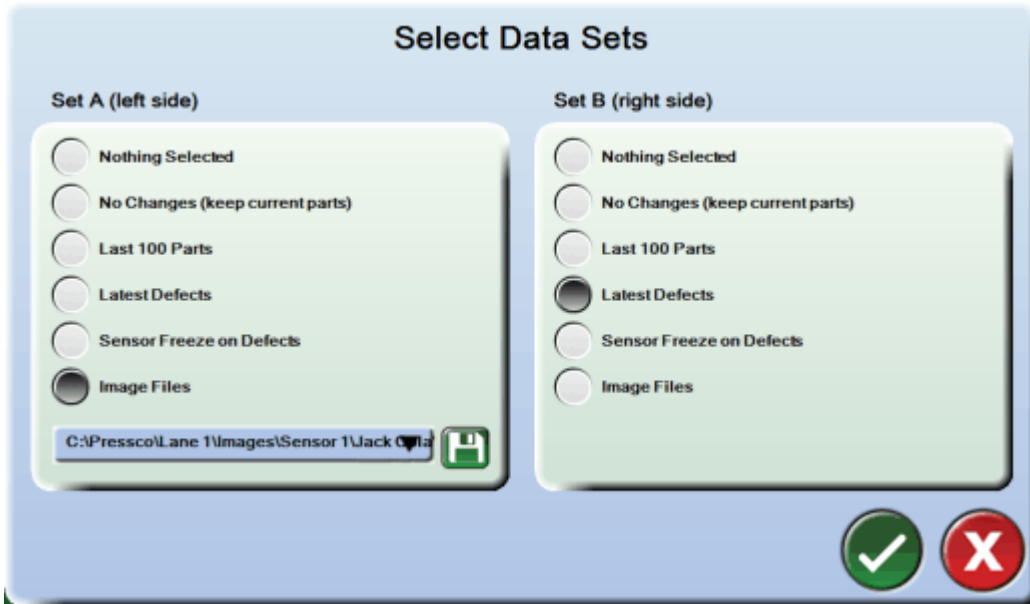 Select Data Sets
Set A (left side)
Nothing Selected
No Changes (keep current parts)
Last 100 Parts
Latest Defects
Sensor Freeze on Defects
Image Files
C:\Pressco\Lane 1\Images\Sensor 1\Jack
Set B (right side)
Nothing Selected
No Changes (keep current parts)
Last 100 Parts
Latest Defects
Sensor Freeze on Defects
Image Files